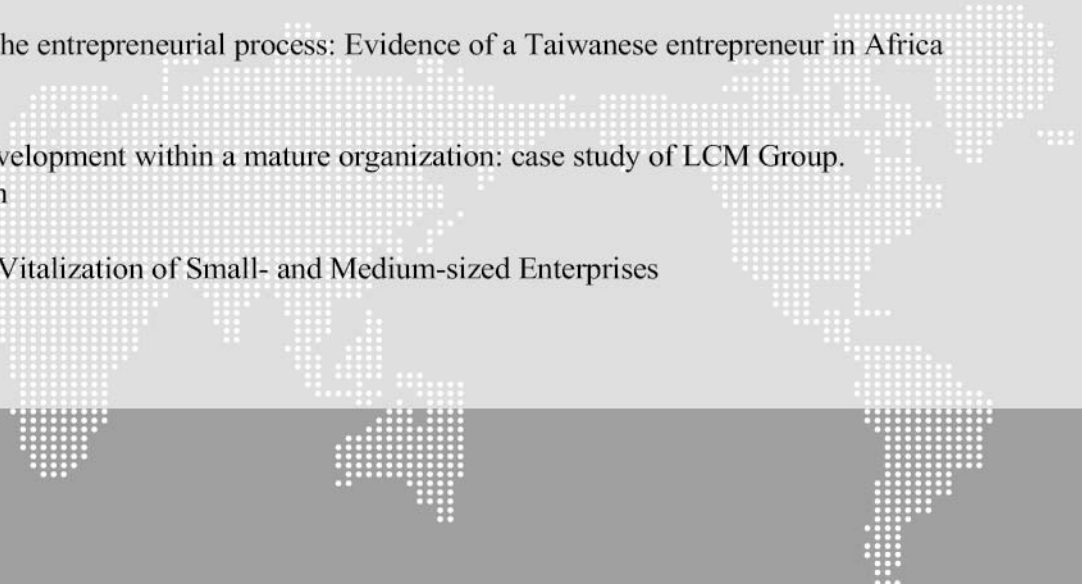 he entrepreneurial process: Evidence of a Taiwanese entrepreneur in Africa
velopment within a mature organization: case study of LCM Group.
n
Vitalization of Small- and Medium-sized Enterprises